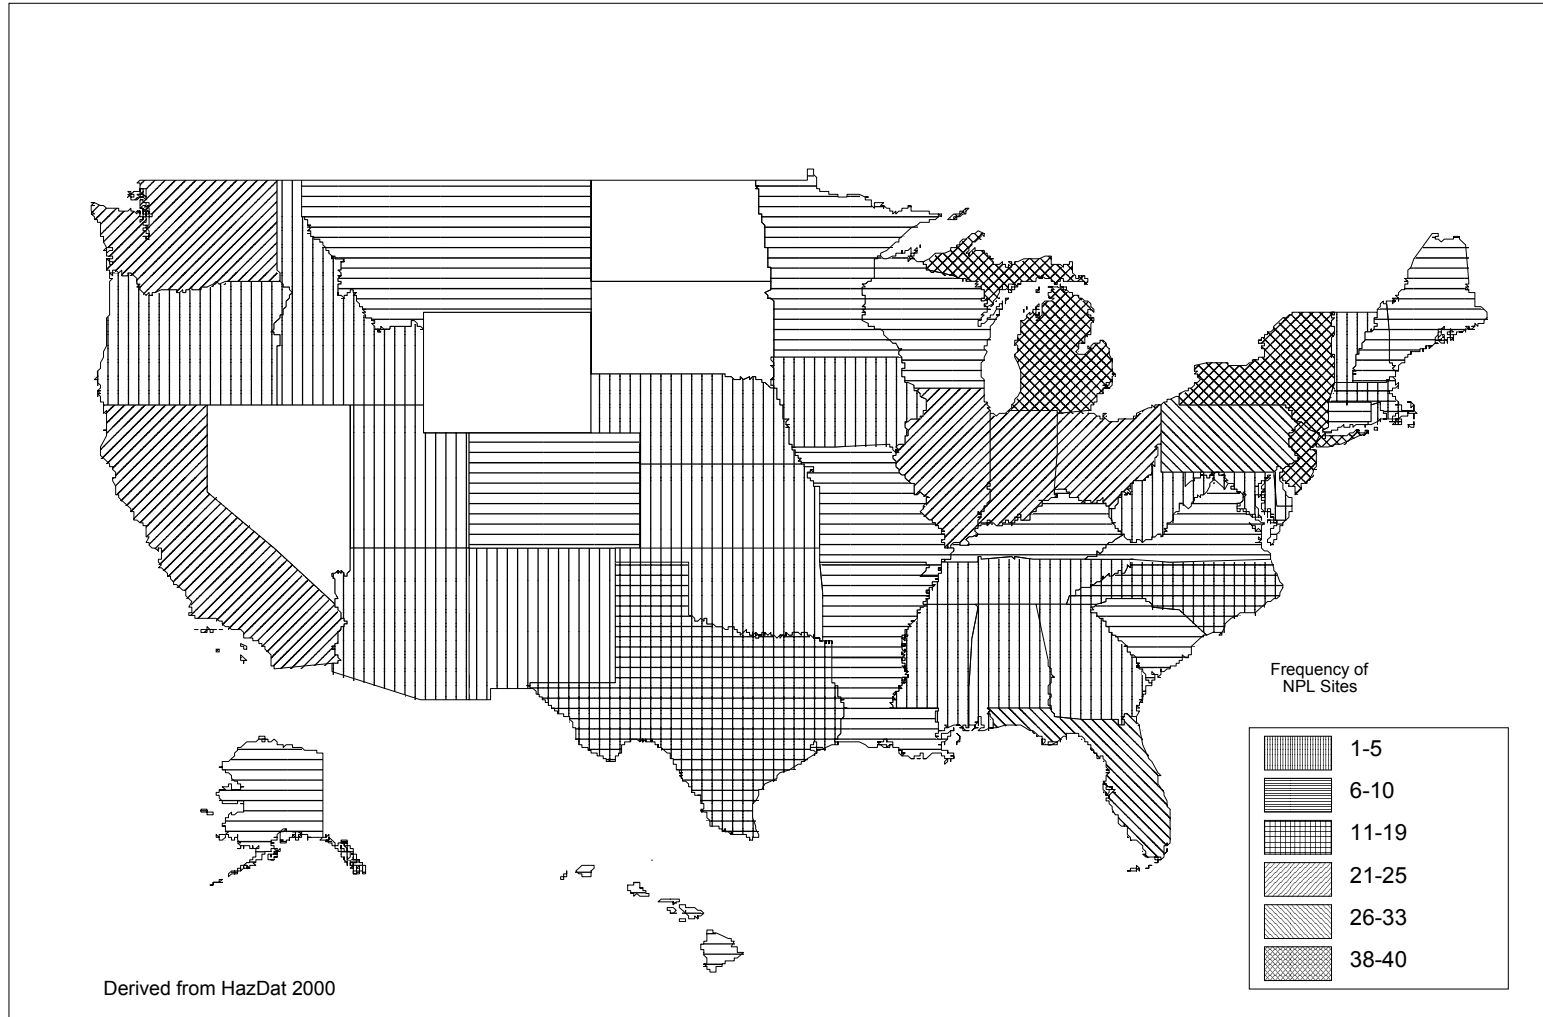 Frequency of
NPL Sites
1-5
6-10
11-19
21-25
26-33
38-40
Derived from HazDat 2000